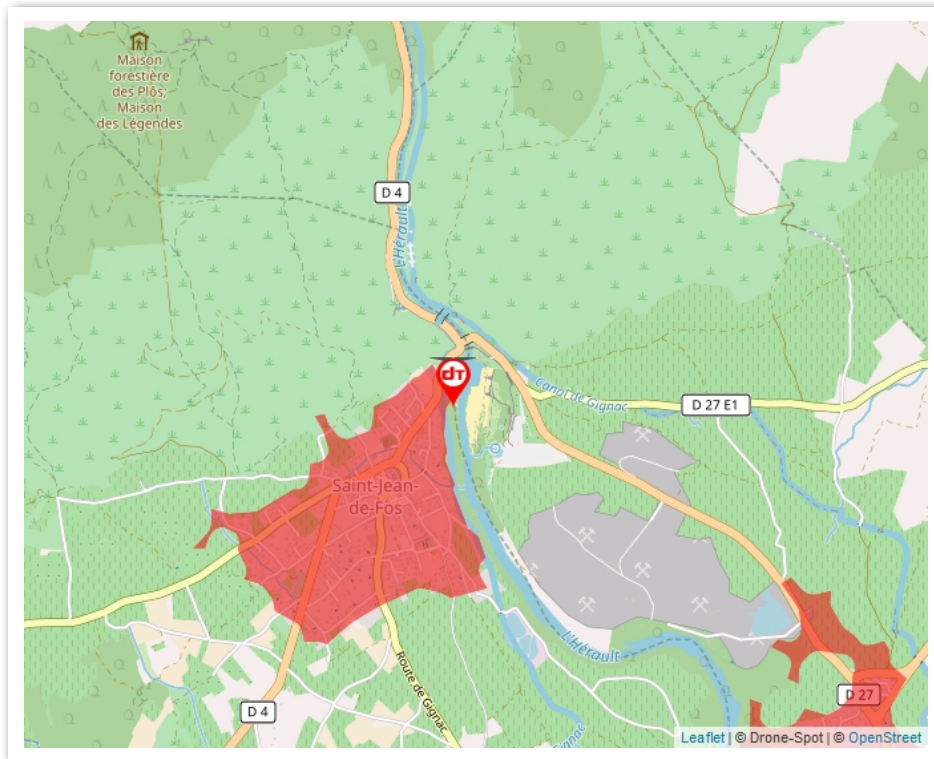 Maison
forestière
des Plôs;
Maison
des Légendes
D 4
L'Hérault
dT
Canal de Gignac
D 27 E1
Saint-Jean-
de-Fos
L'Hérault
Route de Gignac
D 4
D 27
Gignac
Leaflet | © Drone-Spot | © OpenStreet